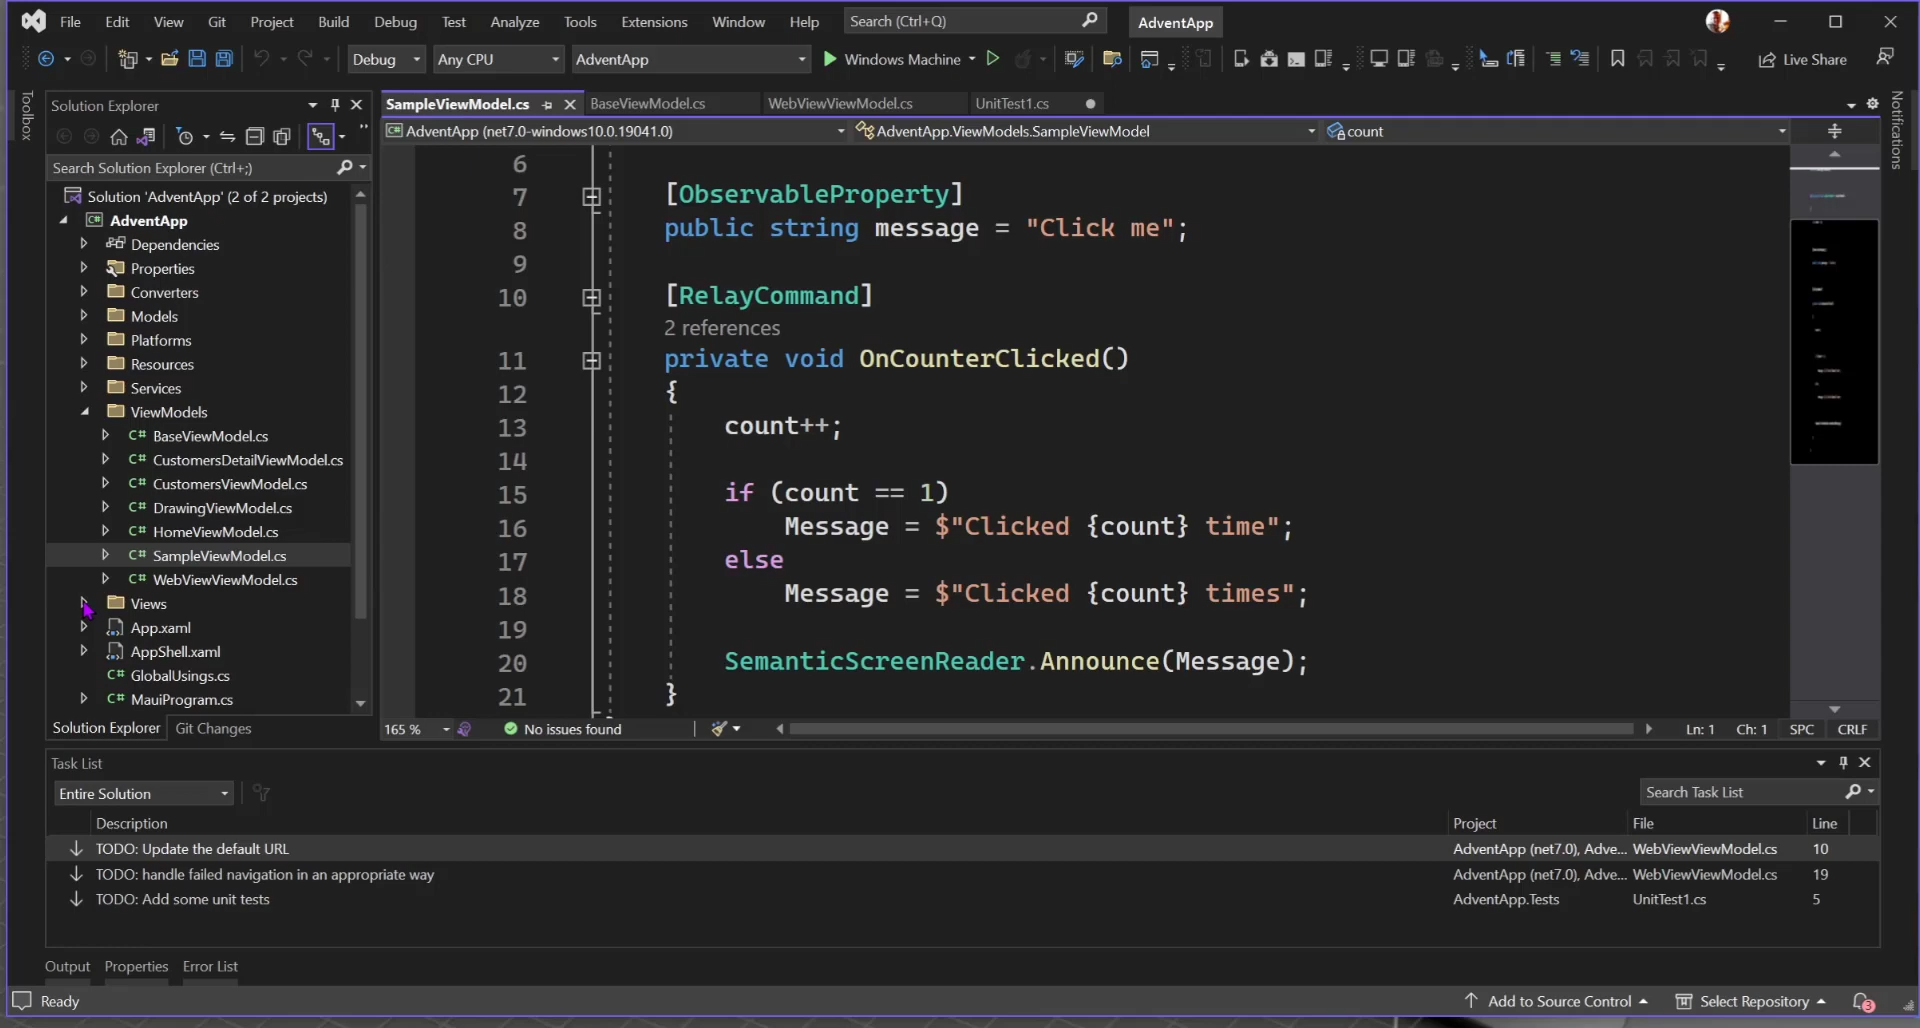 File Edit View Git Project Build Debug Test Analyze Tools Extensions Window Help Search (Ctrl+Q) AdventApp
Debug Any CPU AdventApp Windows Machine Live Share
Toolbox
Solution Explorer
Search Solution Explorer (Ctrl+;)
Solution 'AdventApp' (2 of 2 projects)
C# AdventApp
Dependencies
Properties
Converters
Models
Platforms
Resources
Services
ViewModels
C# BaseViewModel.cs
C# CustomersDetailViewModel.cs
C# CustomersViewModel.cs
C# DrawingViewModel.cs
C# HomeViewModel.cs
C# SampleViewModel.cs
C# WebViewViewModel.cs
Views
App.xaml
AppShell.xaml
C# GlobalUsings.cs
C# MauiProgram.cs
Solution Explorer Git Changes
SampleViewModel.cs BaseViewModel.cs WebViewViewModel.cs UnitTest1.cs
C# AdventApp (net7.0-windows10.0.19041.0) AdventApp.ViewModels.SampleViewModel count
6
7 [ObservableProperty]
8 public string message = "Click me";
9
10 [RelayCommand]
2 references
11 private void OnCounterClicked()
12 {
13 count++;
14
15 if (count == 1)
16 Message = $"Clicked {count} time";
17 else
18 Message = $"Clicked {count} times";
19
20 SemanticScreenReader.Announce(Message);
21 }
165 % No issues found Ln: 1 Ch: 1 SPC CRLF
Notifications
Task List
Entire Solution Search Task List
Description Project File Line
TODO: Update the default URL AdventApp (net7.0), Adve... WebViewViewModel.cs 10
TODO: handle failed navigation in an appropriate way AdventApp (net7.0), Adve... WebViewViewModel.cs 19
TODO: Add some unit tests AdventApp.Tests UnitTest1.cs 5
Output Properties Error List
Ready Add to Source Control Select Repository 3